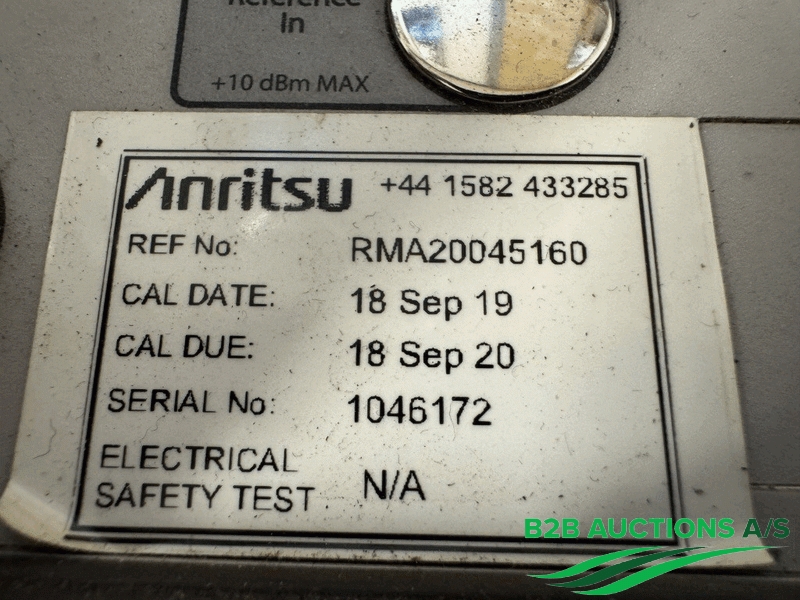 Reference
In
+10 dBm MAX
Anritsu +44 1582 433285
REF No: RMA20045160
CAL DATE: 18 Sep 19
CAL DUE: 18 Sep 20
SERIAL No: 1046172
ELECTRICAL
SAFETY TEST N/A
B2B AUCTIONS A/S